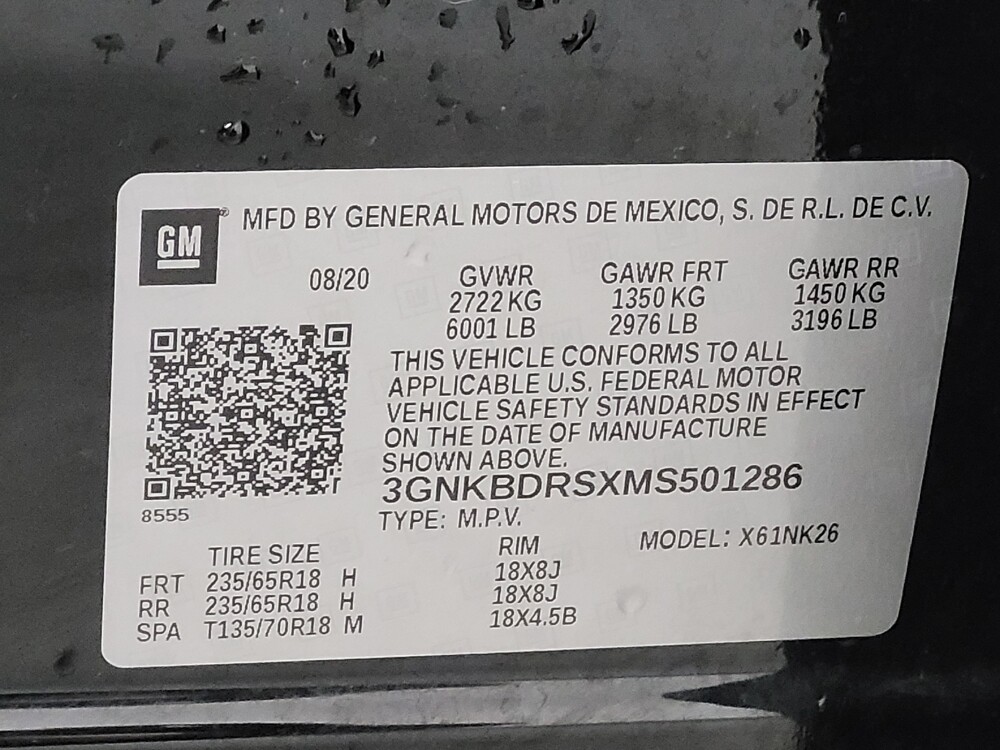 GM ® MFD BY GENERAL MOTORS DE MEXICO, S. DE R.L. DE C.V.
08/20 GVWR GAWR FRT GAWR RR
2722 KG 1350 KG 1450 KG
6001 LB 2976 LB 3196 LB
THIS VEHICLE CONFORMS TO ALL
APPLICABLE U.S. FEDERAL MOTOR
VEHICLE SAFETY STANDARDS IN EFFECT
ON THE DATE OF MANUFACTURE
SHOWN ABOVE.
3GNKBDRSXMS501286
8555
TYPE: M.P.V. MODEL: X61NK26
TIRE SIZE RIM
FRT 235/65R18 H 18X8J
RR 235/65R18 H 18X8J
SPA T135/70R18 M 18X4.5B